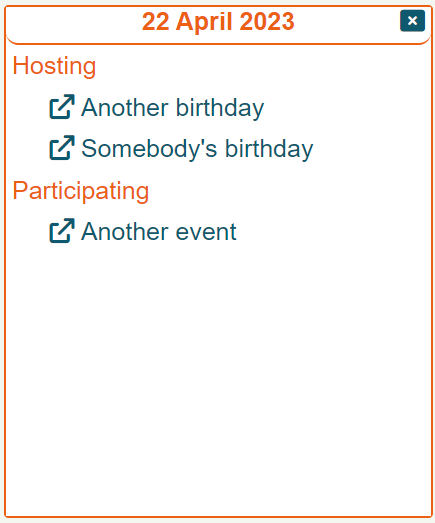 22 April 2023
Hosting
Another birthday
Somebody's birthday
Participating
Another event